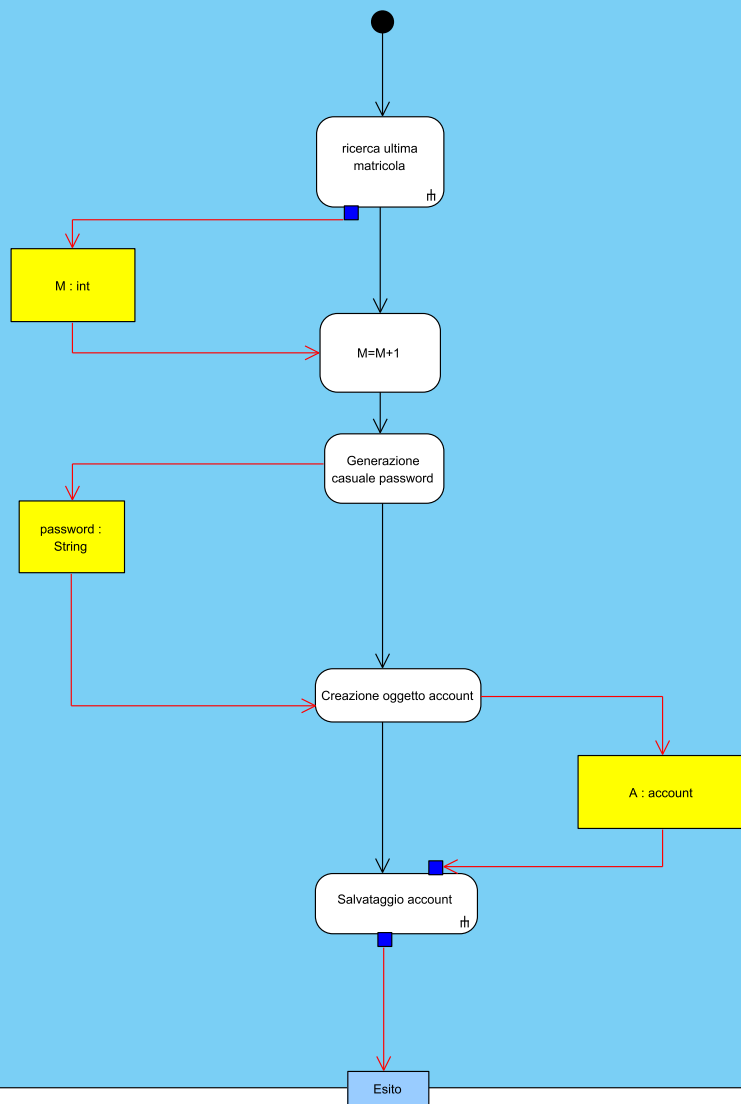 ricerca ultima
matricola
M : int
M=M+1
Generazione
casuale password
password :
String
Creazione oggetto account
A : account
Salvataggio account
Esito